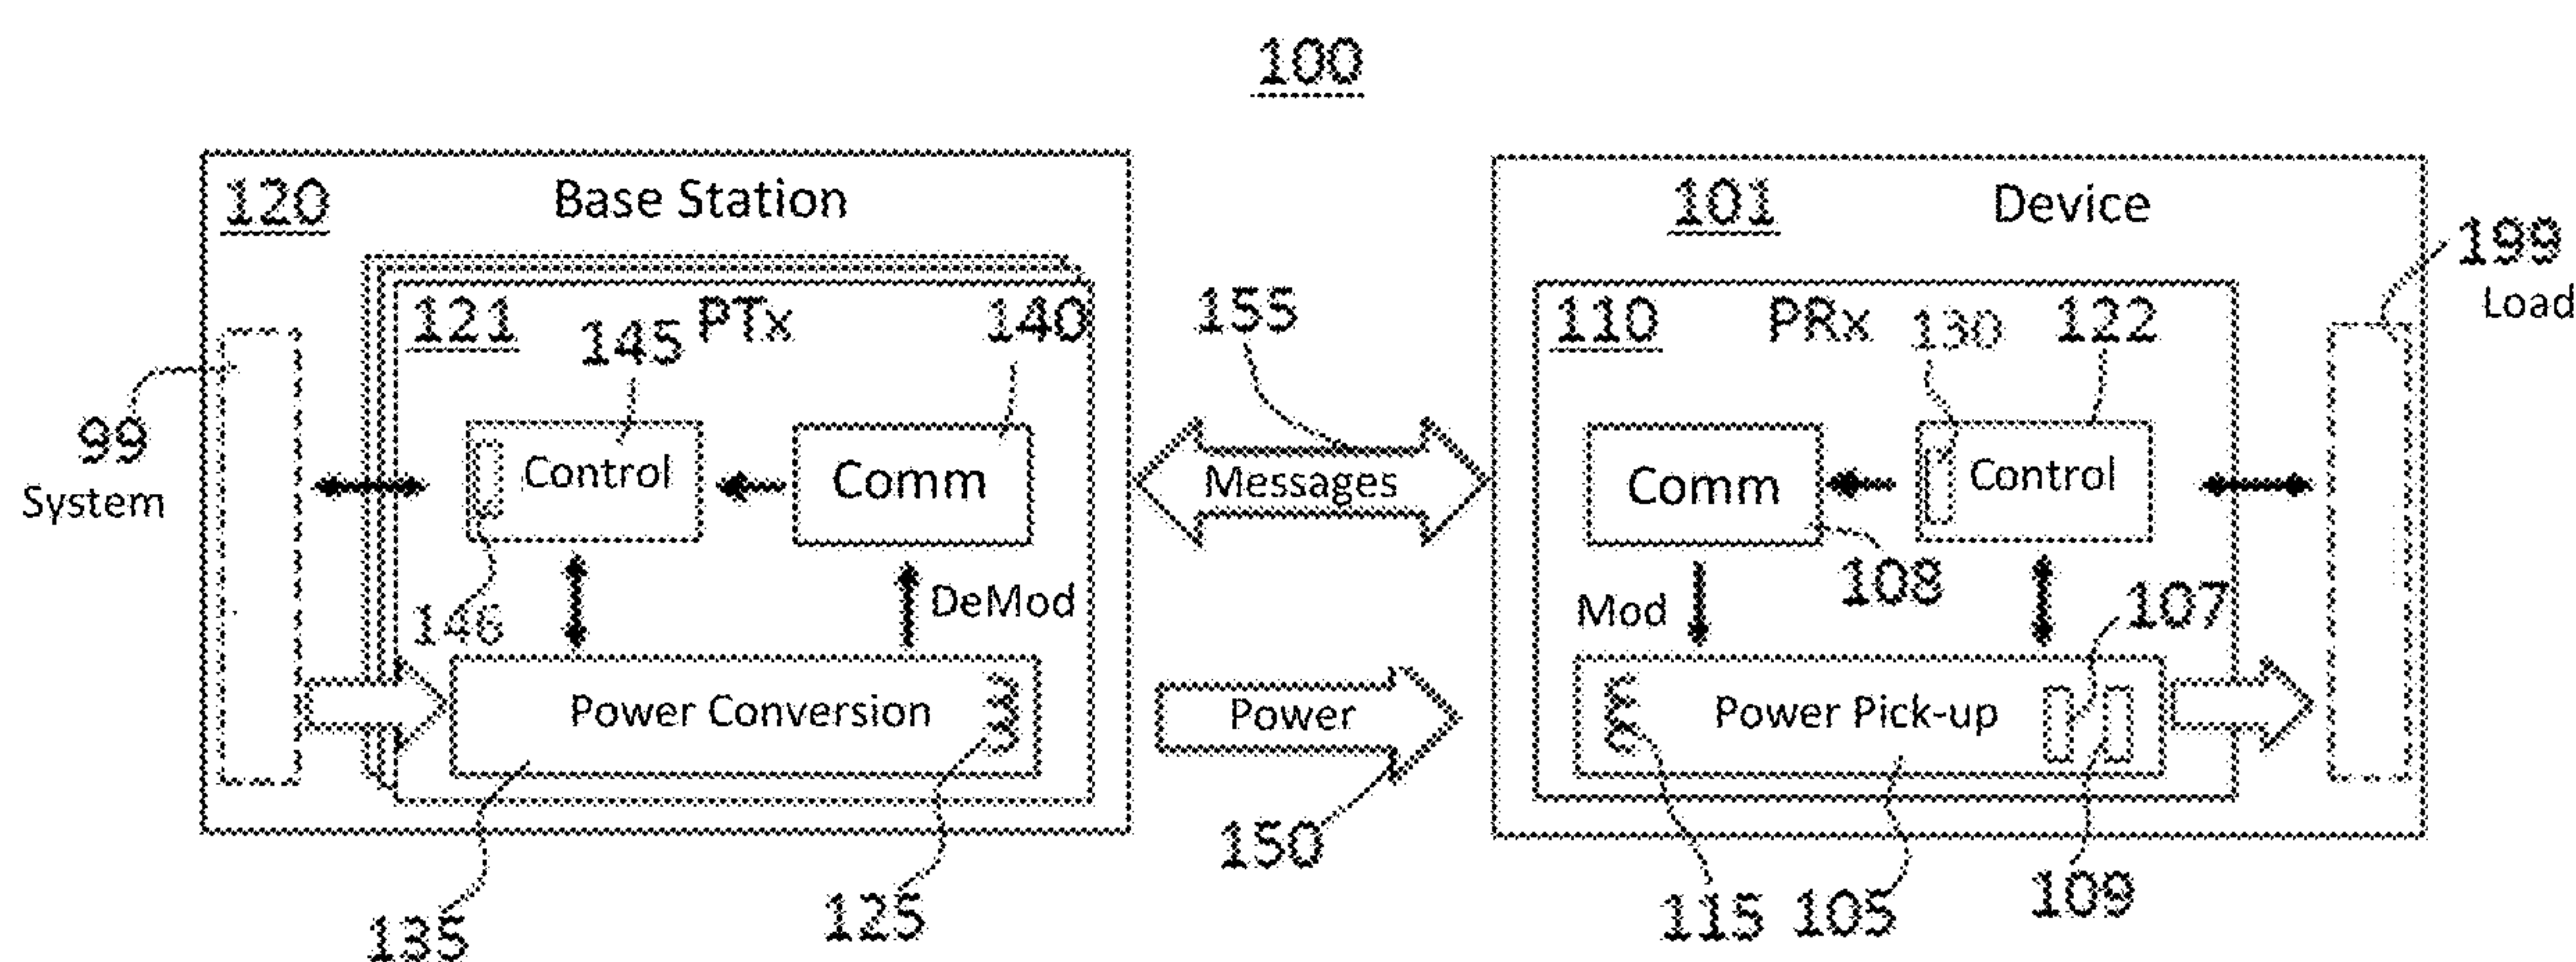 100
120 Base Station
101 Device
199
Load
121 145 PTx 140
155
110 PRx 130 122
99
System
Control
Comm
Messages
Comm
Control
146
DeMod
Mod
108
107
Power Conversion
Power
Power Pick-up
135
125
150
115
105
109